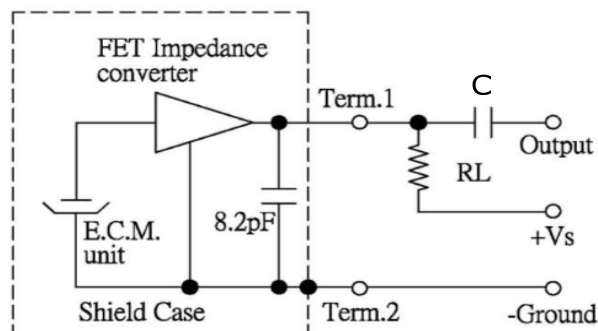 FET Impedance
converter
Term.1
C
Output
RL
8.2pF
E.C.M.
unit
+Vs
Shield Case
Term.2
-Ground